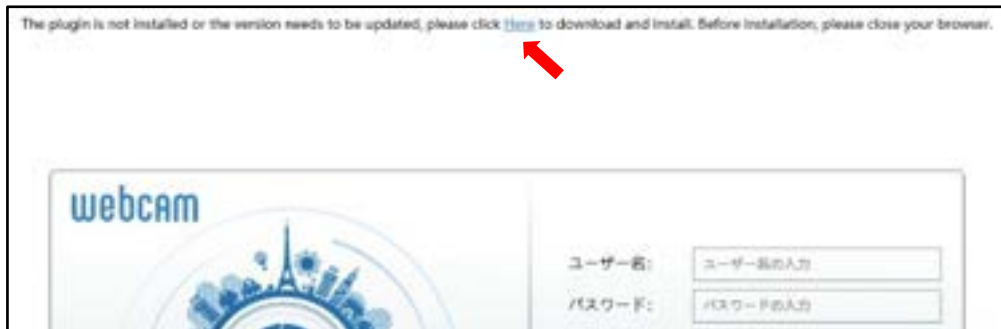 The plugin is not installed or the version needs to be updated, please click Here to download and install. Before installation, please close your browser.
webcam
ユーザー名: ユーザー名の入力
パスワード: パスワードの入力